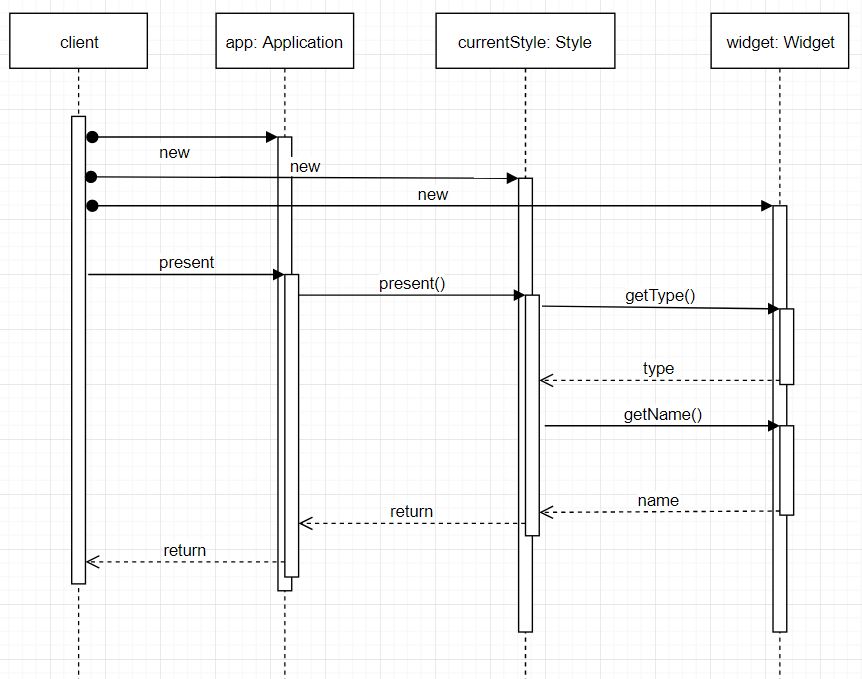 client
app: Application
currentStyle: Style
widget: Widget
new
new
new
present
present()
getType()
type
getName()
name
return
return